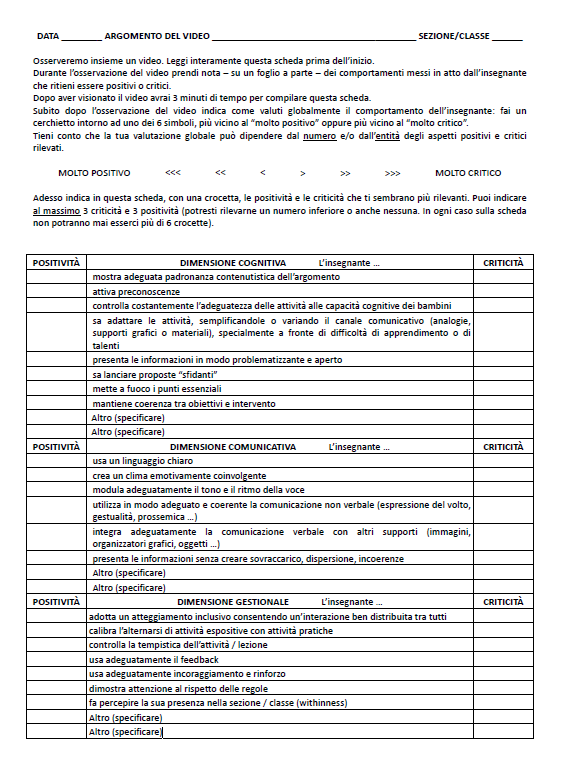 DATA ________ ARGOMENTO DEL VIDEO ________________________________________ SEZIONE/CLASSE ______
Osserveremo insieme un video. Leggi interamente questa scheda prima dell'inizio.
Durante l'osservazione del video prendi nota – su un foglio a parte – dei comportamenti messi in atto dall'insegnante
che ritieni essere positivi o critici.
Dopo aver visionato il video avrai 3 minuti di tempo per compilare questa scheda.
Subito dopo l'osservazione del video indica come valuti globalmente il comportamento dell'insegnante: fai un
cerchietto intorno ad uno dei 6 simboli, più vicino al "molto positivo" oppure più vicino al "molto critico".
Tieni conto che la tua valutazione globale può dipendere dal numero e/o dall'entità degli aspetti positivi e critici
rilevati.
MOLTO POSITIVO <<< << < > >> >>> MOLTO CRITICO
Adesso indica in questa scheda, con una crocetta, le positività e le criticità che ti sembrano più rilevanti. Puoi indicare
al massimo 3 criticità e 3 positività (potresti rilevarne un numero inferiore o anche nessuna. In ogni caso sulla scheda
non potranno mai esserci più di 6 crocette).
POSITIVITÀ DIMENSIONE COGNITIVA L'insegnante … CRITICITÀ
mostra adeguata padronanza contenutistica dell'argomento
attiva preconoscenze
controlla costantemente l'adeguatezza delle attività alle capacità cognitive dei bambini
sa adattare le attività, semplificandole o variando il canale comunicativo (analogie,
supporti grafici o materiali), specialmente a fronte di difficoltà di apprendimento o di
talenti
presenta le informazioni in modo problematizzante e aperto
sa lanciare proposte "sfidanti"
mette a fuoco i punti essenziali
mantiene coerenza tra obiettivi e intervento
Altro (specificare)
Altro (specificare)
POSITIVITÀ DIMENSIONE COMUNICATIVA L'insegnante … CRITICITÀ
usa un linguaggio chiaro
crea un clima emotivamente coinvolgente
modula adeguatamente il tono e il ritmo della voce
utilizza in modo adeguato e coerente la comunicazione non verbale (espressione del volto,
gestualità, prossemica …)
integra adeguatamente la comunicazione verbale con altri supporti (immagini,
organizzatori grafici, oggetti …)
presenta le informazioni senza creare sovraccarico, dispersione, incoerenze
Altro (specificare)
Altro (specificare)
POSITIVITÀ DIMENSIONE GESTIONALE L'insegnante … CRITICITÀ
adotta un atteggiamento inclusivo consentendo un'interazione ben distribuita tra tutti
calibra l'alternarsi di attività espositive con attività pratiche
controlla la tempistica dell'attività / lezione
usa adeguatamente il feedback
usa adeguatamente incoraggiamento e rinforzo
dimostra attenzione al rispetto delle regole
fa percepire la sua presenza nella sezione / classe (withinness)
Altro (specificare)
Altro (specificare)